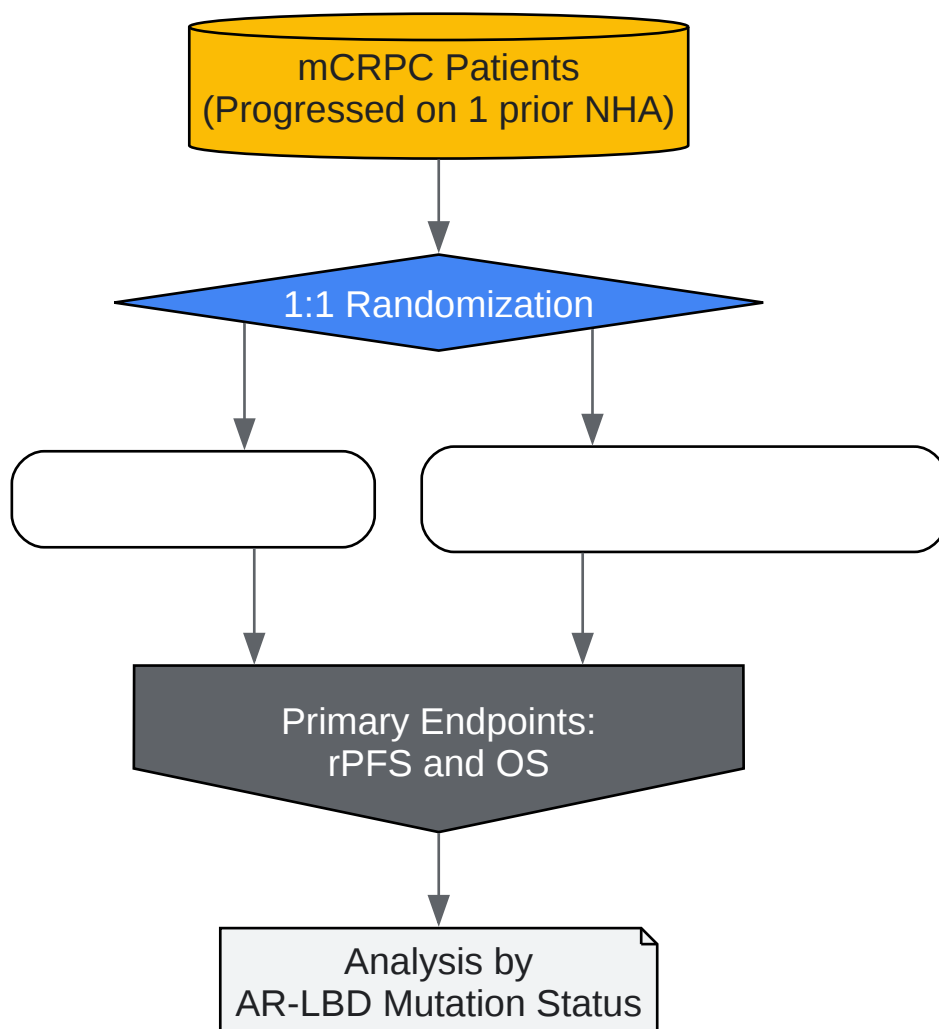 mCRPC Patients
(Progressed on 1 prior NHA)
1:1 Randomization
Primary Endpoints:
rPFS and OS
Analysis by
AR-LBD Mutation Status